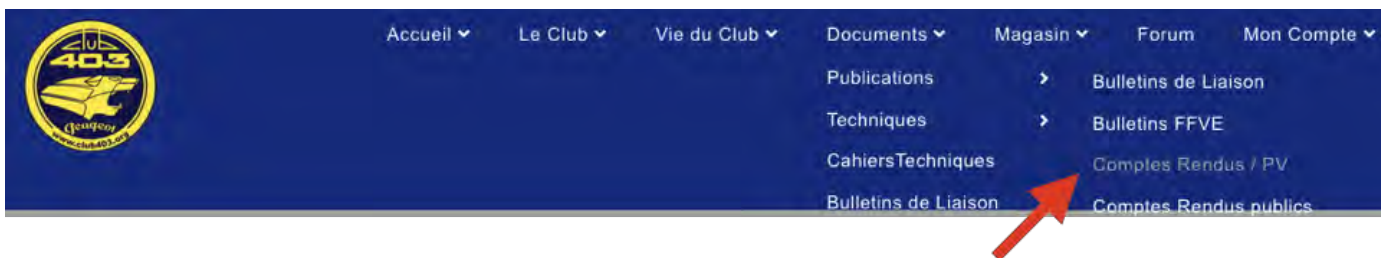 Club
403
Peugeot
www.club403.org
Accueil Le Club Vie du Club Documents Magasin Forum Mon Compte
Publications
Techniques
CahiersTechniques
Bulletins de Liaison
Bulletins de Liaison
Bulletins FFVE
Comptes Rendus / PV
Comptes Rendus publics